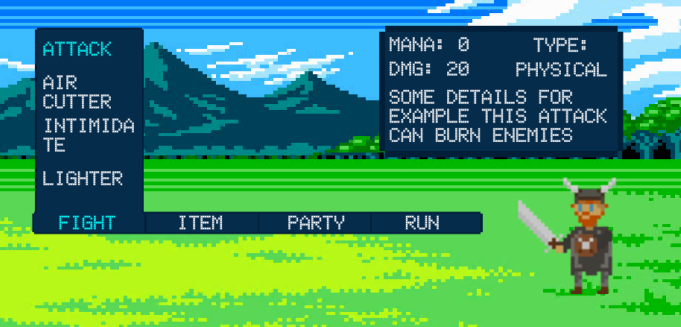 ATTACK
AIR
CUTTER
INTIMIDA
TE
LIGHTER
MANA: 0 TYPE:
DMG: 20 PHYSICAL
SOME DETAILS FOR
EXAMPLE THIS ATTACK
CAN BURN ENEMIES
FIGHT ITEM PARTY RUN